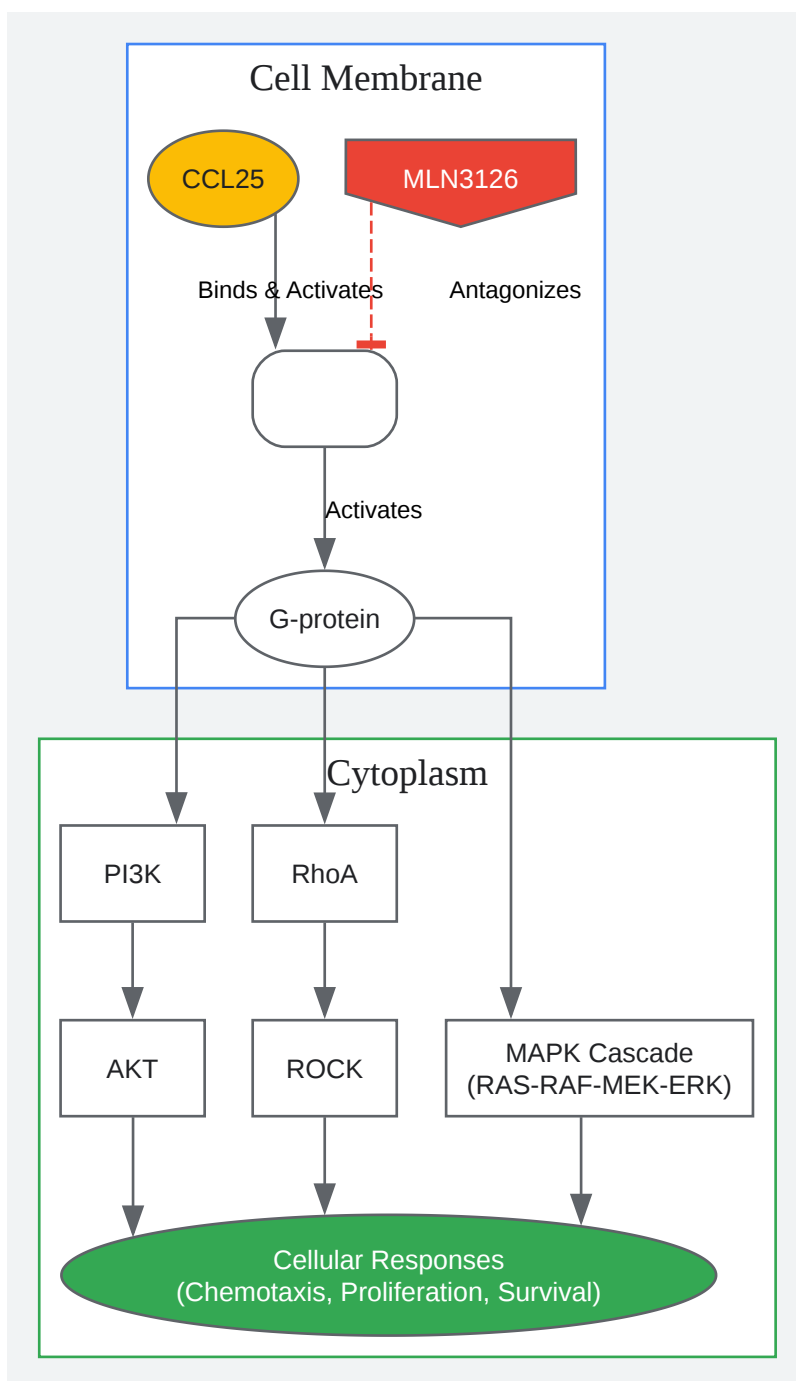 Cell Membrane
CCL25
MLN3126
Binds & Activates
Antagonizes
Activates
G-protein
Cytoplasm
PI3K
RhoA
AKT
ROCK
MAPK Cascade
(RAS-RAF-MEK-ERK)
Cellular Responses
(Chemotaxis, Proliferation, Survival)